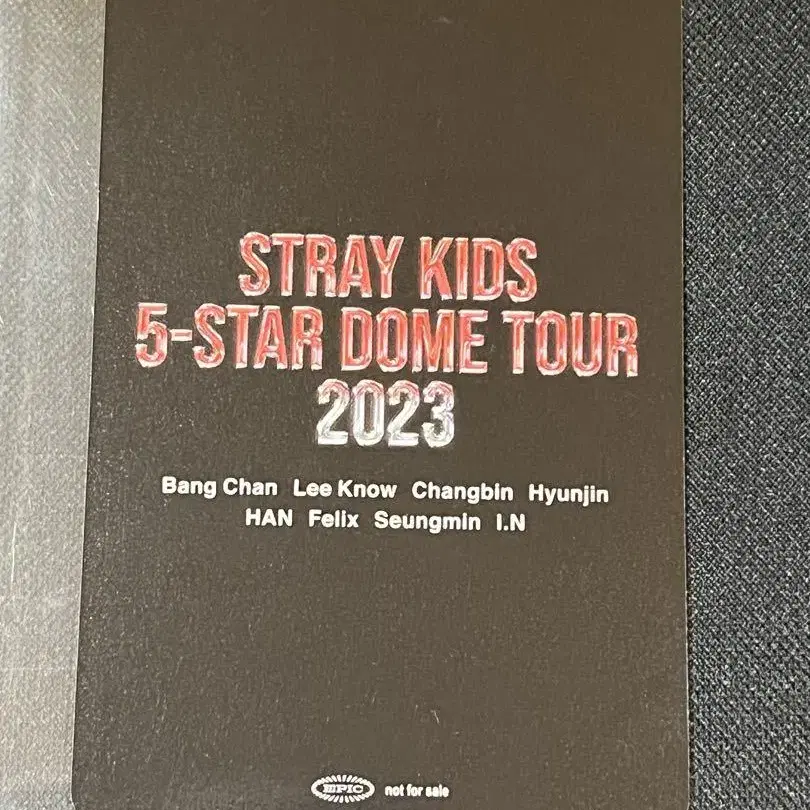 STRAY KIDS
5-STAR DOME TOUR
2023
Bang Chan Lee Know Changbin Hyunjin
HAN Felix Seungmin I.N
EPIC not for sale